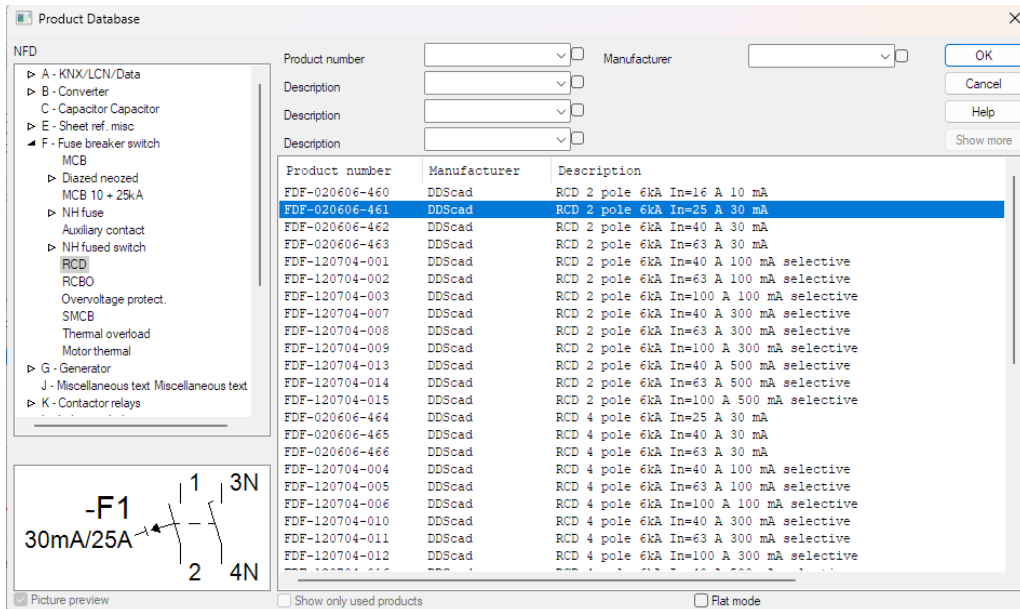 Product Database
NFD
A - KNX/LCN/Data
B - Converter
C - Capacitor Capacitor
E - Sheet ref. misc
F - Fuse breaker switch
MCB
Diazed neozed
MCB 10 + 25kA
NH fuse
Auxiliary contact
NH fused switch
RCD
RCBO
Overvoltage protect.
SMCB
Thermal overload
Motor thermal
G - Generator
J - Miscellaneous text Miscellaneous text
K - Contactor relays
Product number
Manufacturer
Description
Description
Description
OK
Cancel
Help
Show more
Product number Manufacturer Description
FDF-020606-460 DDScad RCD 2 pole 6kA In=16 A 10 mA
FDF-020606-461 DDScad RCD 2 pole 6kA In=25 A 30 mA
FDF-020606-462 DDScad RCD 2 pole 6kA In=40 A 30 mA
FDF-020606-463 DDScad RCD 2 pole 6kA In=63 A 30 mA
FDF-120704-001 DDScad RCD 2 pole 6kA In=40 A 100 mA selective
FDF-120704-002 DDScad RCD 2 pole 6kA In=63 A 100 mA selective
FDF-120704-003 DDScad RCD 2 pole 6kA In=100 A 100 mA selective
FDF-120704-007 DDScad RCD 2 pole 6kA In=40 A 300 mA selective
FDF-120704-008 DDScad RCD 2 pole 6kA In=63 A 300 mA selective
FDF-120704-009 DDScad RCD 2 pole 6kA In=100 A 300 mA selective
FDF-120704-013 DDScad RCD 2 pole 6kA In=40 A 500 mA selective
FDF-120704-014 DDScad RCD 2 pole 6kA In=63 A 500 mA selective
FDF-120704-015 DDScad RCD 2 pole 6kA In=100 A 500 mA selective
FDF-020606-464 DDScad RCD 4 pole 6kA In=25 A 30 mA
FDF-020606-465 DDScad RCD 4 pole 6kA In=40 A 30 mA
FDF-020606-466 DDScad RCD 4 pole 6kA In=63 A 30 mA
FDF-120704-004 DDScad RCD 4 pole 6kA In=40 A 100 mA selective
FDF-120704-005 DDScad RCD 4 pole 6kA In=63 A 100 mA selective
FDF-120704-006 DDScad RCD 4 pole 6kA In=100 A 100 mA selective
FDF-120704-010 DDScad RCD 4 pole 6kA In=40 A 300 mA selective
FDF-120704-011 DDScad RCD 4 pole 6kA In=63 A 300 mA selective
FDF-120704-012 DDScad RCD 4 pole 6kA In=100 A 300 mA selective
1 3N
-F1
30mA/25A
2 4N
Picture preview
Show only used products
Flat mode